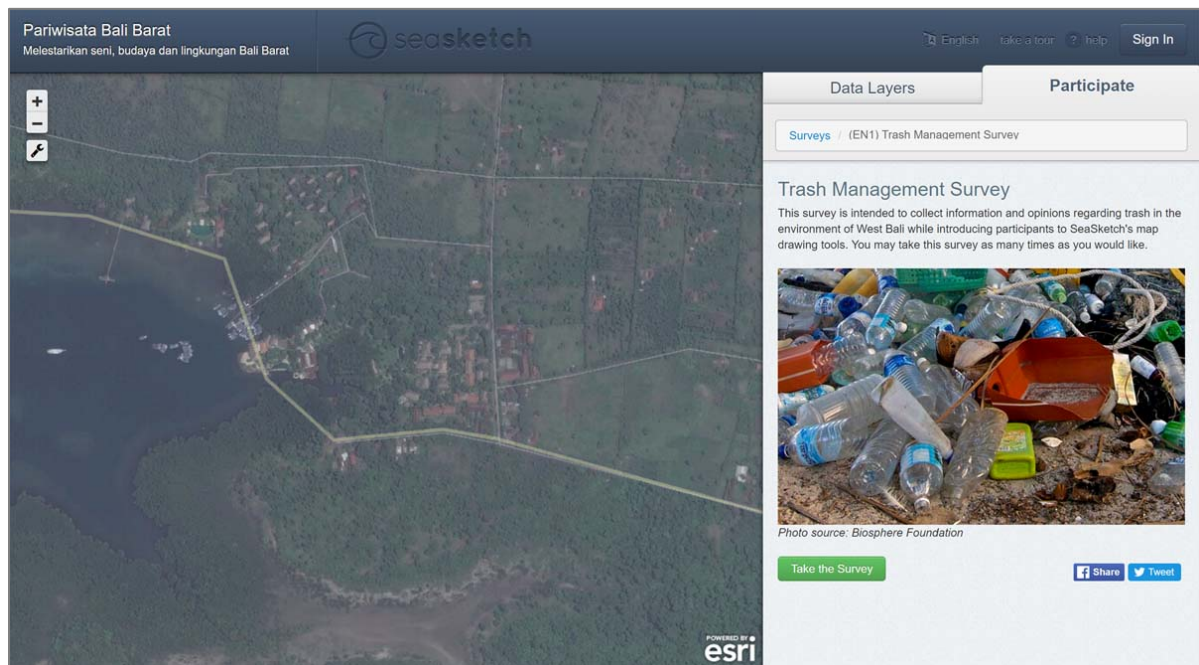 Pariwisata Bali Barat
Melestarikan seni, budaya dan lingkungan Bali Barat
seasketch
English
take a tour
? help
Sign In
+
−
Data Layers
Participate
Surveys / (EN1) Trash Management Survey
Trash Management Survey
This survey is intended to collect information and opinions regarding trash in the
environment of West Bali while introducing participants to SeaSketch's map
drawing tools. You may take this survey as many times as you would like.
Photo source: Biosphere Foundation
Take the Survey
Share
Tweet
POWERED BY
esri